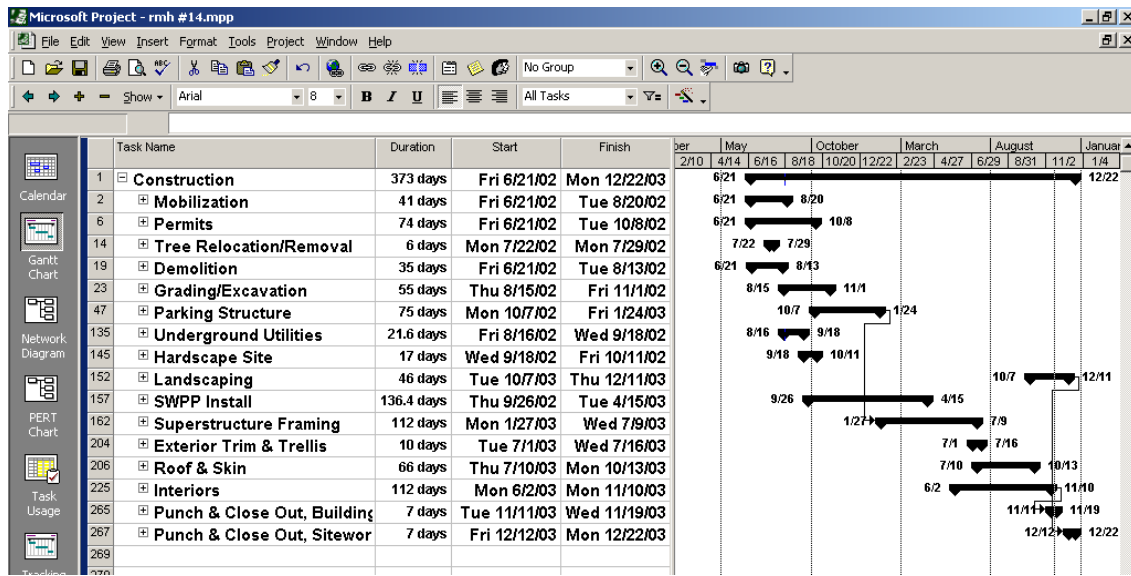 Microsoft Project - rmh #14.mpp
File Edit View Insert Format Tools Project Window Help
No Group
Show Arial 8 B I U All Tasks
Task Name Duration Start Finish ber May October March August Januar
2/10 4/14 6/16 8/18 10/20 12/22 2/23 4/27 6/29 8/31 11/2 1/4
1 Construction 373 days Fri 6/21/02 Mon 12/22/03 6/21 12/22
2 Mobilization 41 days Fri 6/21/02 Tue 8/20/02 6/21 8/20
6 Permits 74 days Fri 6/21/02 Tue 10/8/02 6/21 10/8
14 Tree Relocation/Removal 6 days Mon 7/22/02 Mon 7/29/02 7/22 7/29
19 Demolition 35 days Fri 6/21/02 Tue 8/13/02 6/21 8/13
23 Grading/Excavation 55 days Thu 8/15/02 Fri 11/1/02 8/15 11/1
47 Parking Structure 75 days Mon 10/7/02 Fri 1/24/03 10/7 1/24
135 Underground Utilities 21.6 days Fri 8/16/02 Wed 9/18/02 8/16 9/18
145 Hardscape Site 17 days Wed 9/18/02 Fri 10/11/02 9/18 10/11
152 Landscaping 46 days Tue 10/7/03 Thu 12/11/03 10/7 12/11
157 SWPP Install 136.4 days Thu 9/26/02 Tue 4/15/03 9/26 4/15
162 Superstructure Framing 112 days Mon 1/27/03 Wed 7/9/03 1/27 7/9
204 Exterior Trim & Trellis 10 days Tue 7/1/03 Wed 7/16/03 7/1 7/16
206 Roof & Skin 66 days Thu 7/10/03 Mon 10/13/03 7/10 10/13
225 Interiors 112 days Mon 6/2/03 Mon 11/10/03 6/2 11/10
265 Punch & Close Out, Building 7 days Tue 11/11/03 Wed 11/19/03 11/11 11/19
267 Punch & Close Out, Sitewor 7 days Fri 12/12/03 Mon 12/22/03 12/12 12/22
269
270
Calendar
Gantt
Chart
Network
Diagram
PERT
Chart
Task
Usage
Tracking